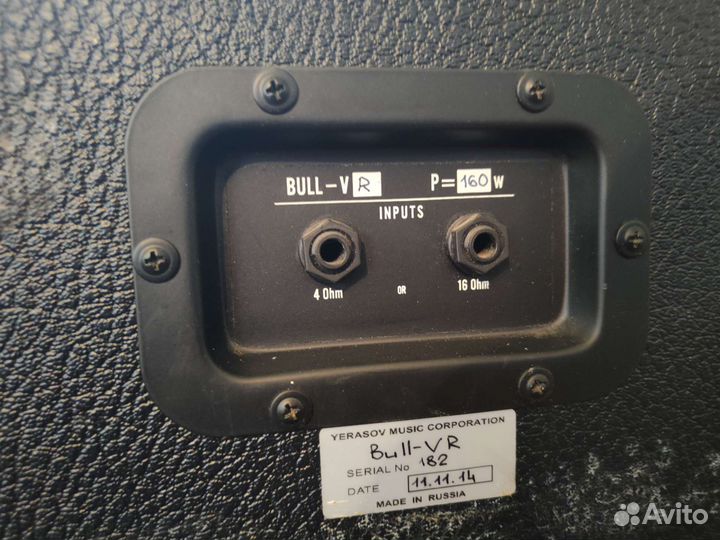 BULL-V R P= 160 W
INPUTS
4 Ohm OR 16 Ohm
YERASOV MUSIC CORPORATION
Bull-VR
SERIAL No 182
DATE 11.11.14
MADE IN RUSSIA
Avito